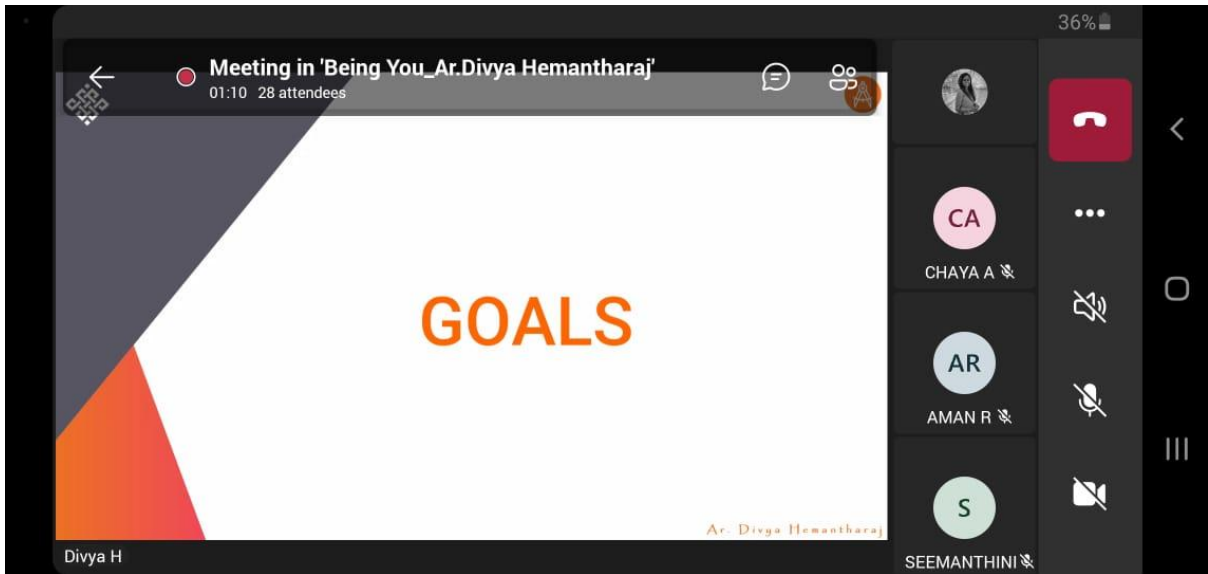 36%
Meeting in 'Being You_Ar.Divya Hemantharaj'
01:10 28 attendees
CA
CHAYA A
GOALS
AR
AMAN R
S
Ar. Divya Hemantharaj
Divya H
SEEMANTHINI